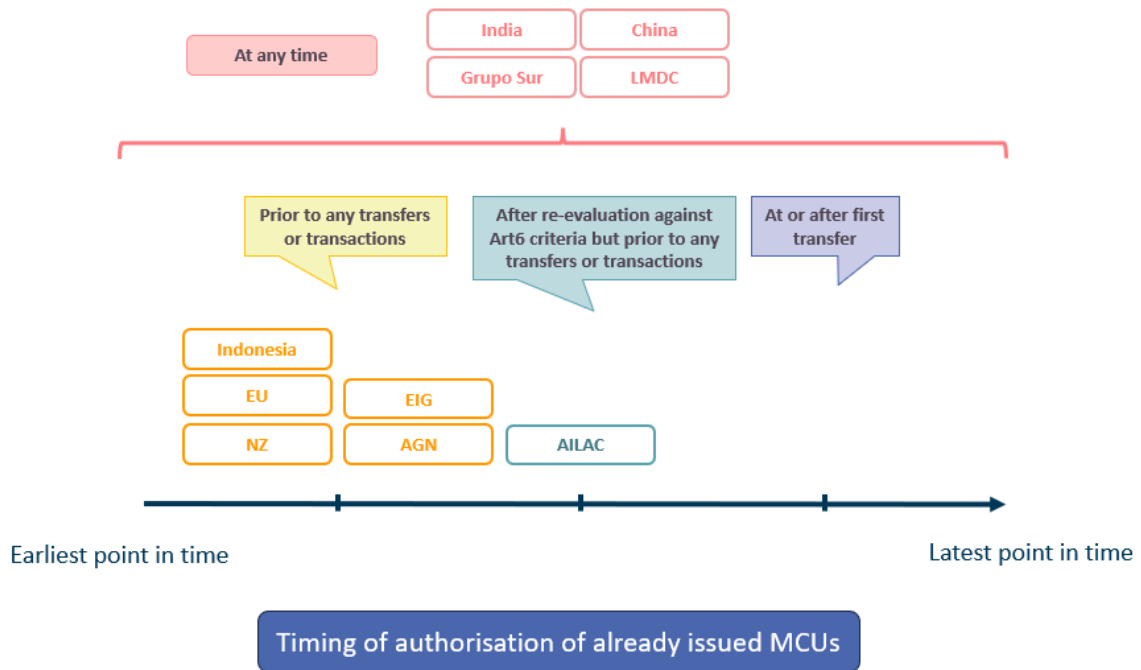 At any time
India
China
Grupo Sur
LMDC
Prior to any transfers
or transactions
After re-evaluation against
Art6 criteria but prior to any
transfers or transactions
At or after first
transfer
Indonesia
EU
EIG
NZ
AGN
AILAC
Earliest point in time
Latest point in time
Timing of authorisation of already issued MCUs